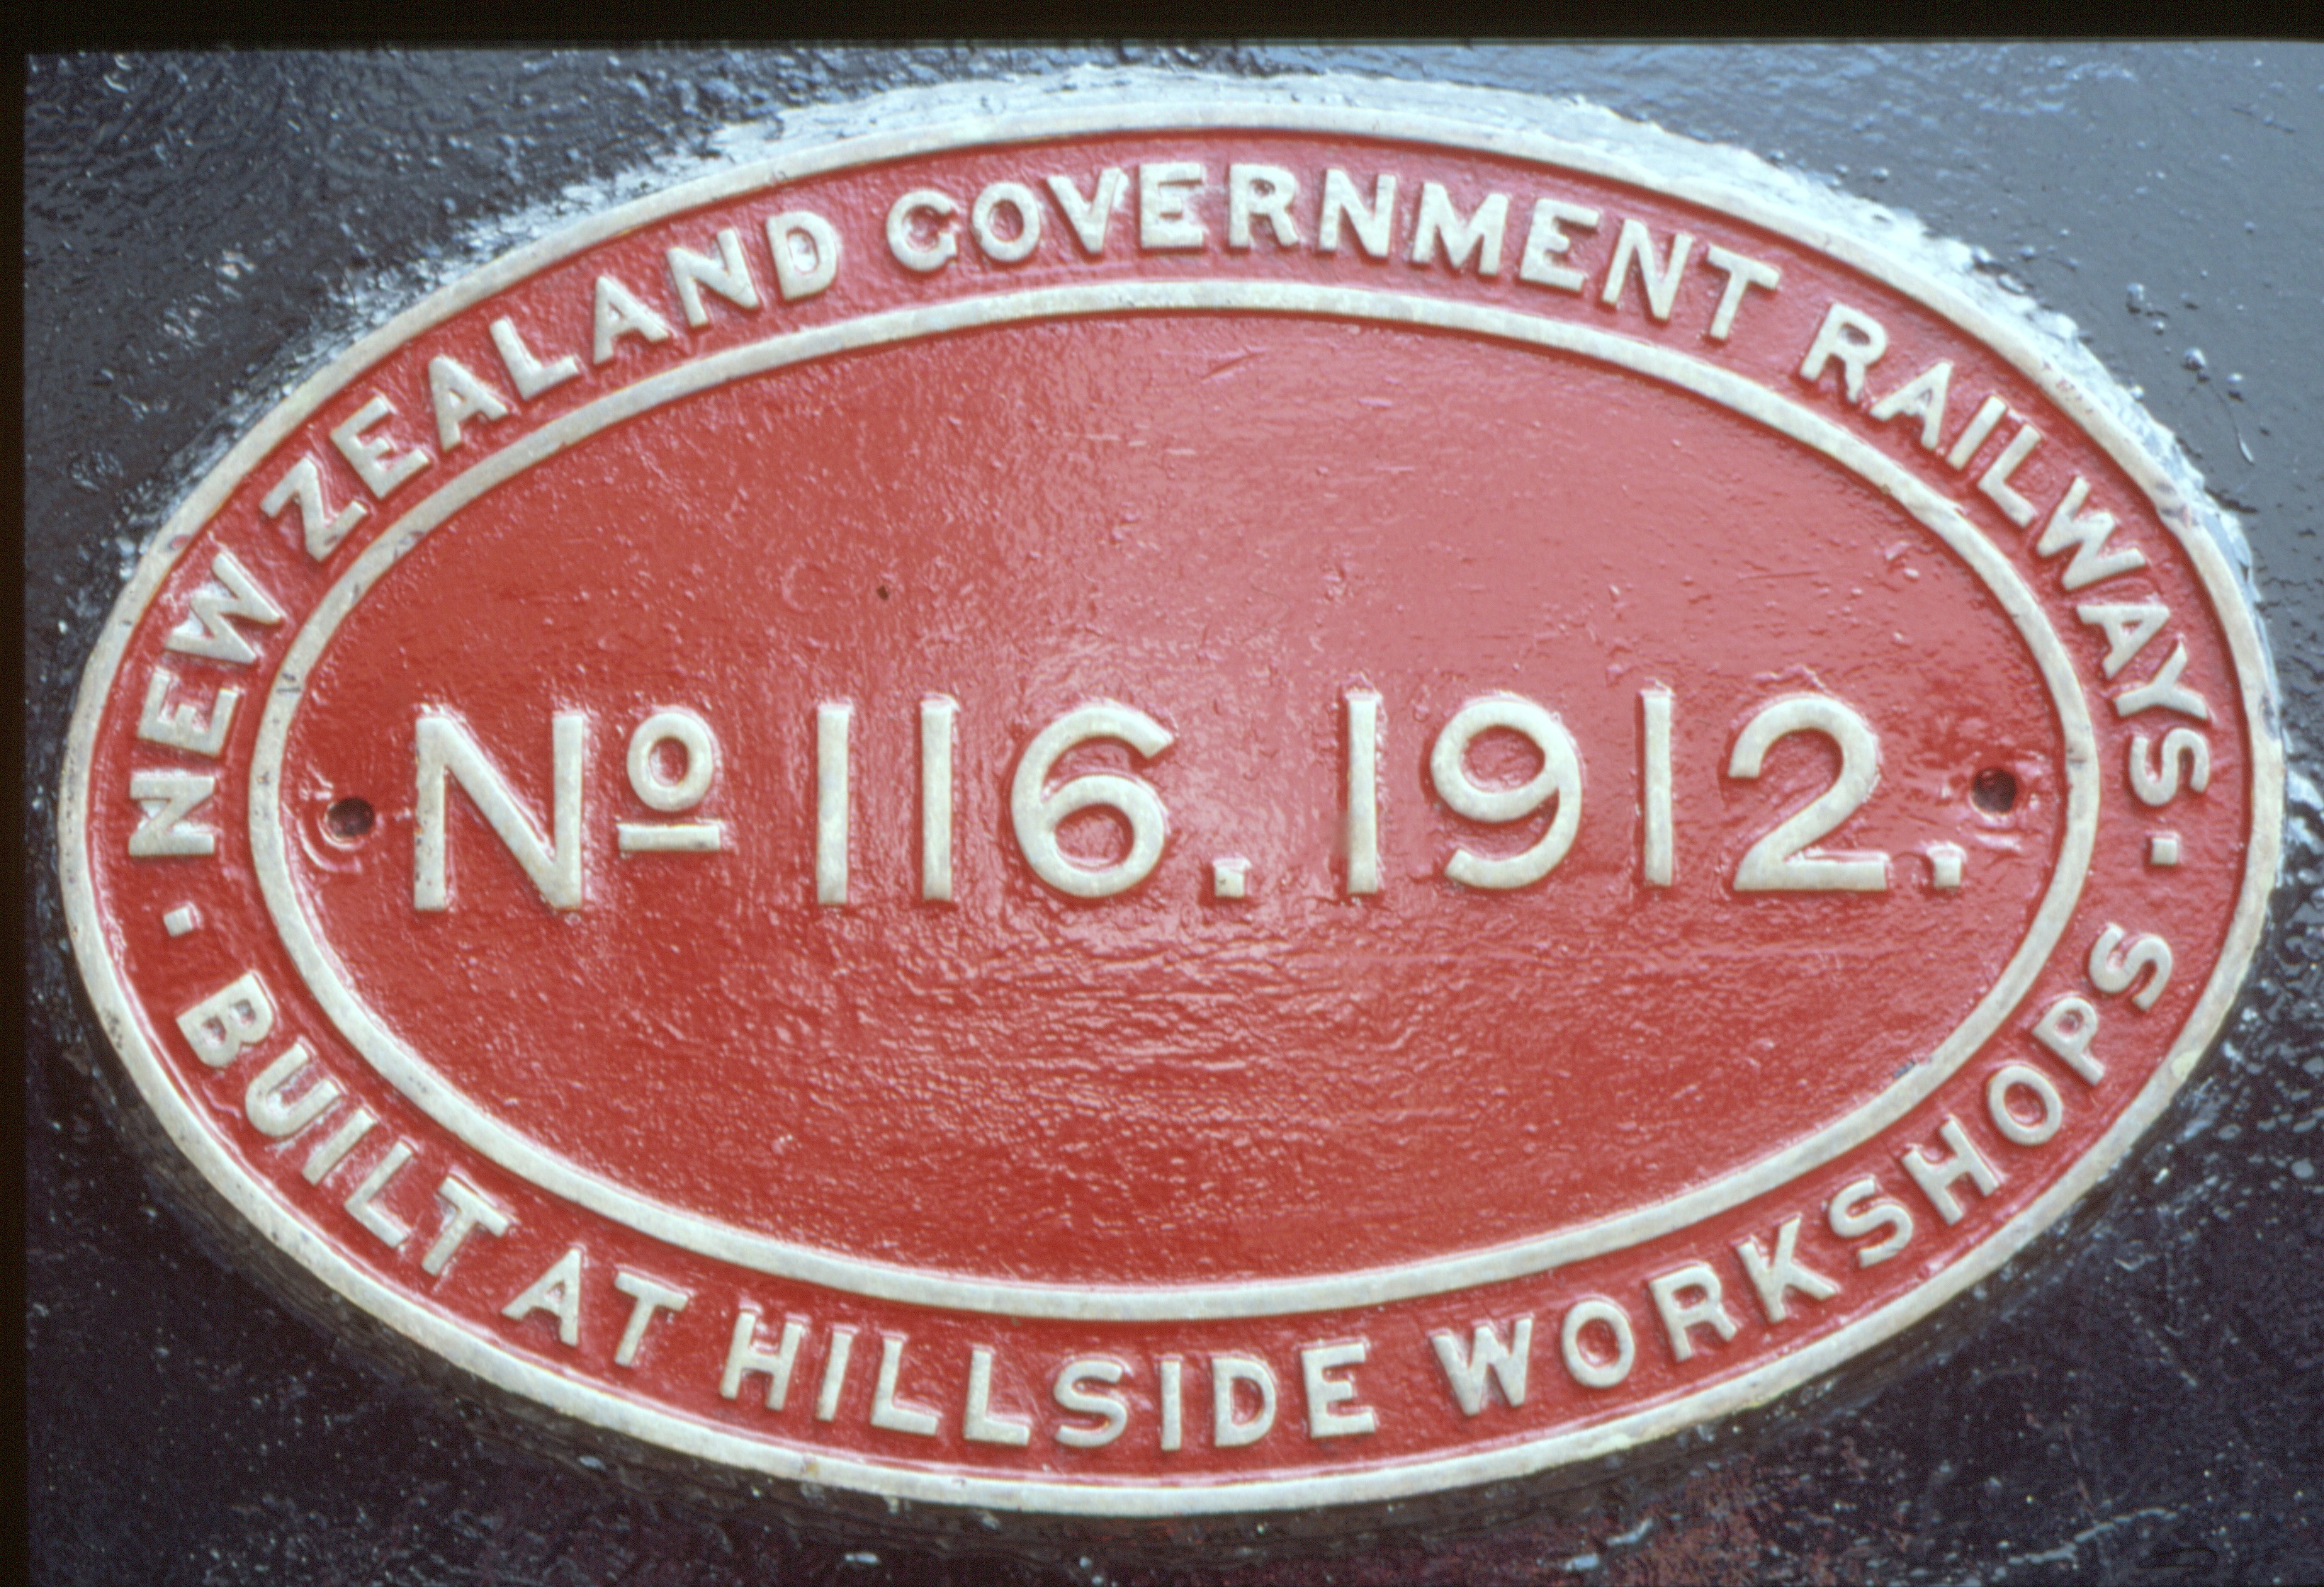 NEW ZEALAND GOVERNMENT RAILWAYS.
Nº 116. 1912.
. BUILT AT HILLSIDE WORKSHOPS